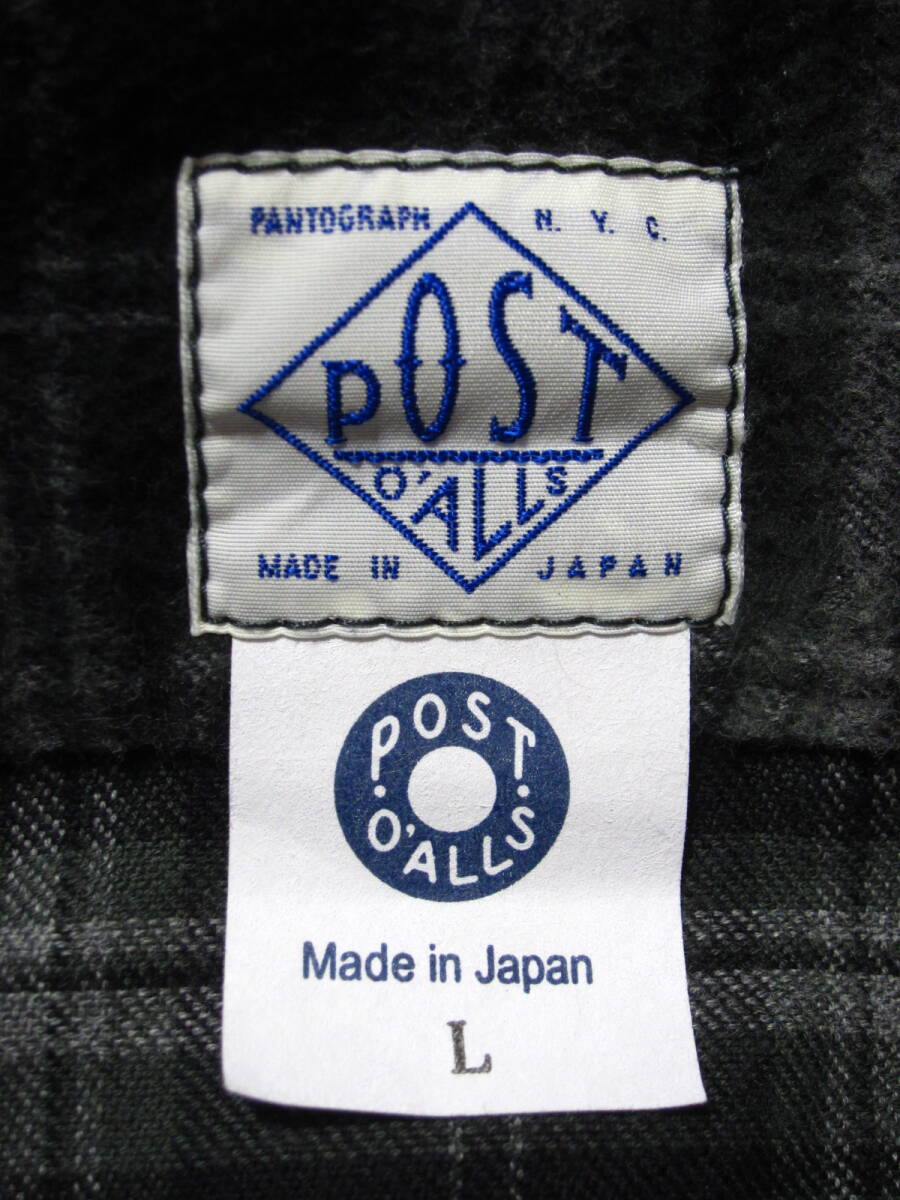 PANTOGRAPH N. Y. C.
POST
O'ALLS
MADE IN JAPAN
POST
O'ALLS
Made in Japan
L